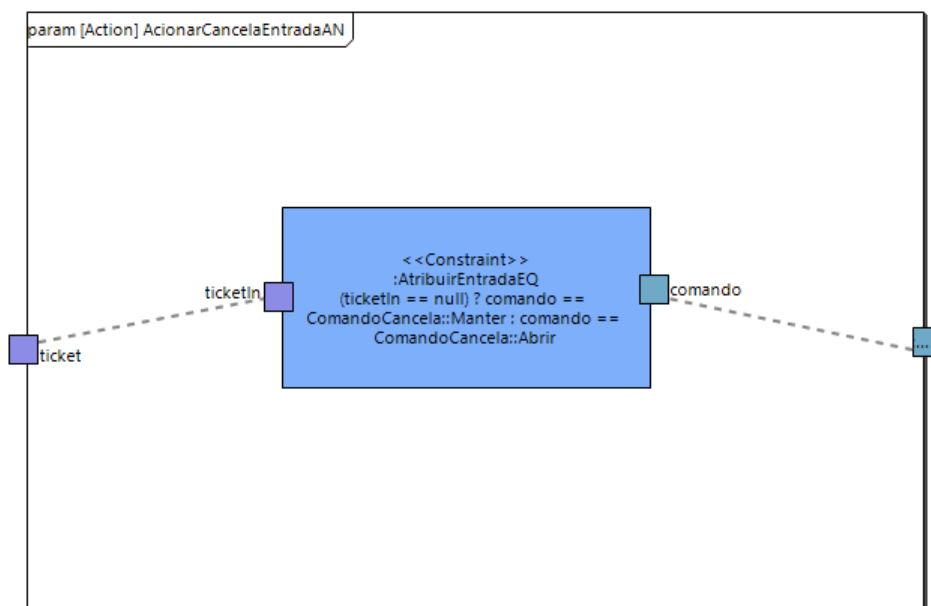 param [Action] AcionarCancelaEntradaAN
<<Constraint>>
:AtribuirEntradaEQ
ticketIn
(ticketIn == null) ? comando ==
comando
ComandoCancela::Manter : comando ==
ComandoCancela::Abrir
...
ticket